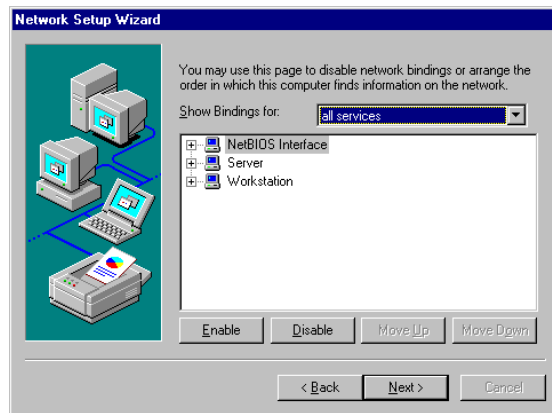 Network Setup Wizard
You may use this page to disable network bindings or arrange the
order in which this computer finds information on the network.
Show Bindings for:
all services
NetBIOS Interface
Server
Workstation
Enable
Disable
Move Up
Move Down
< Back
Next >
Cancel